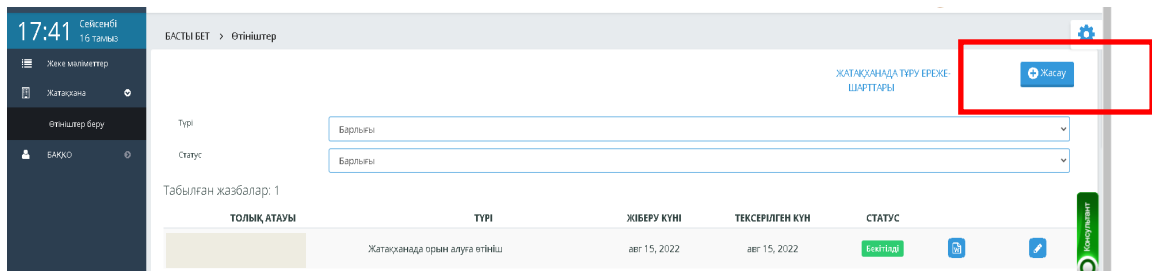 17:41 Сейсенбі
16 тамыз
БАСТЫ БЕТ > Өтініштер
Жеке мәліметтер
Жатақхана
Өтініштер беру
БАҚҚО
ЖАТАҚХАНАДА ТҰРУ ЕРЕЖЕ-
ШАРТТАРЫ
Жасау
Түрі
Барлығы
Статус
Барлығы
Табылған жазбалар: 1
ТОЛЫҚ АТАУЫ ТҮРІ ЖІБЕРУ КҮНІ ТЕКСЕРІЛГЕН КҮН СТАТУС
Жатақханада орын алуға өтініш авг 15, 2022 авг 15, 2022 Бекітілді
Консультант